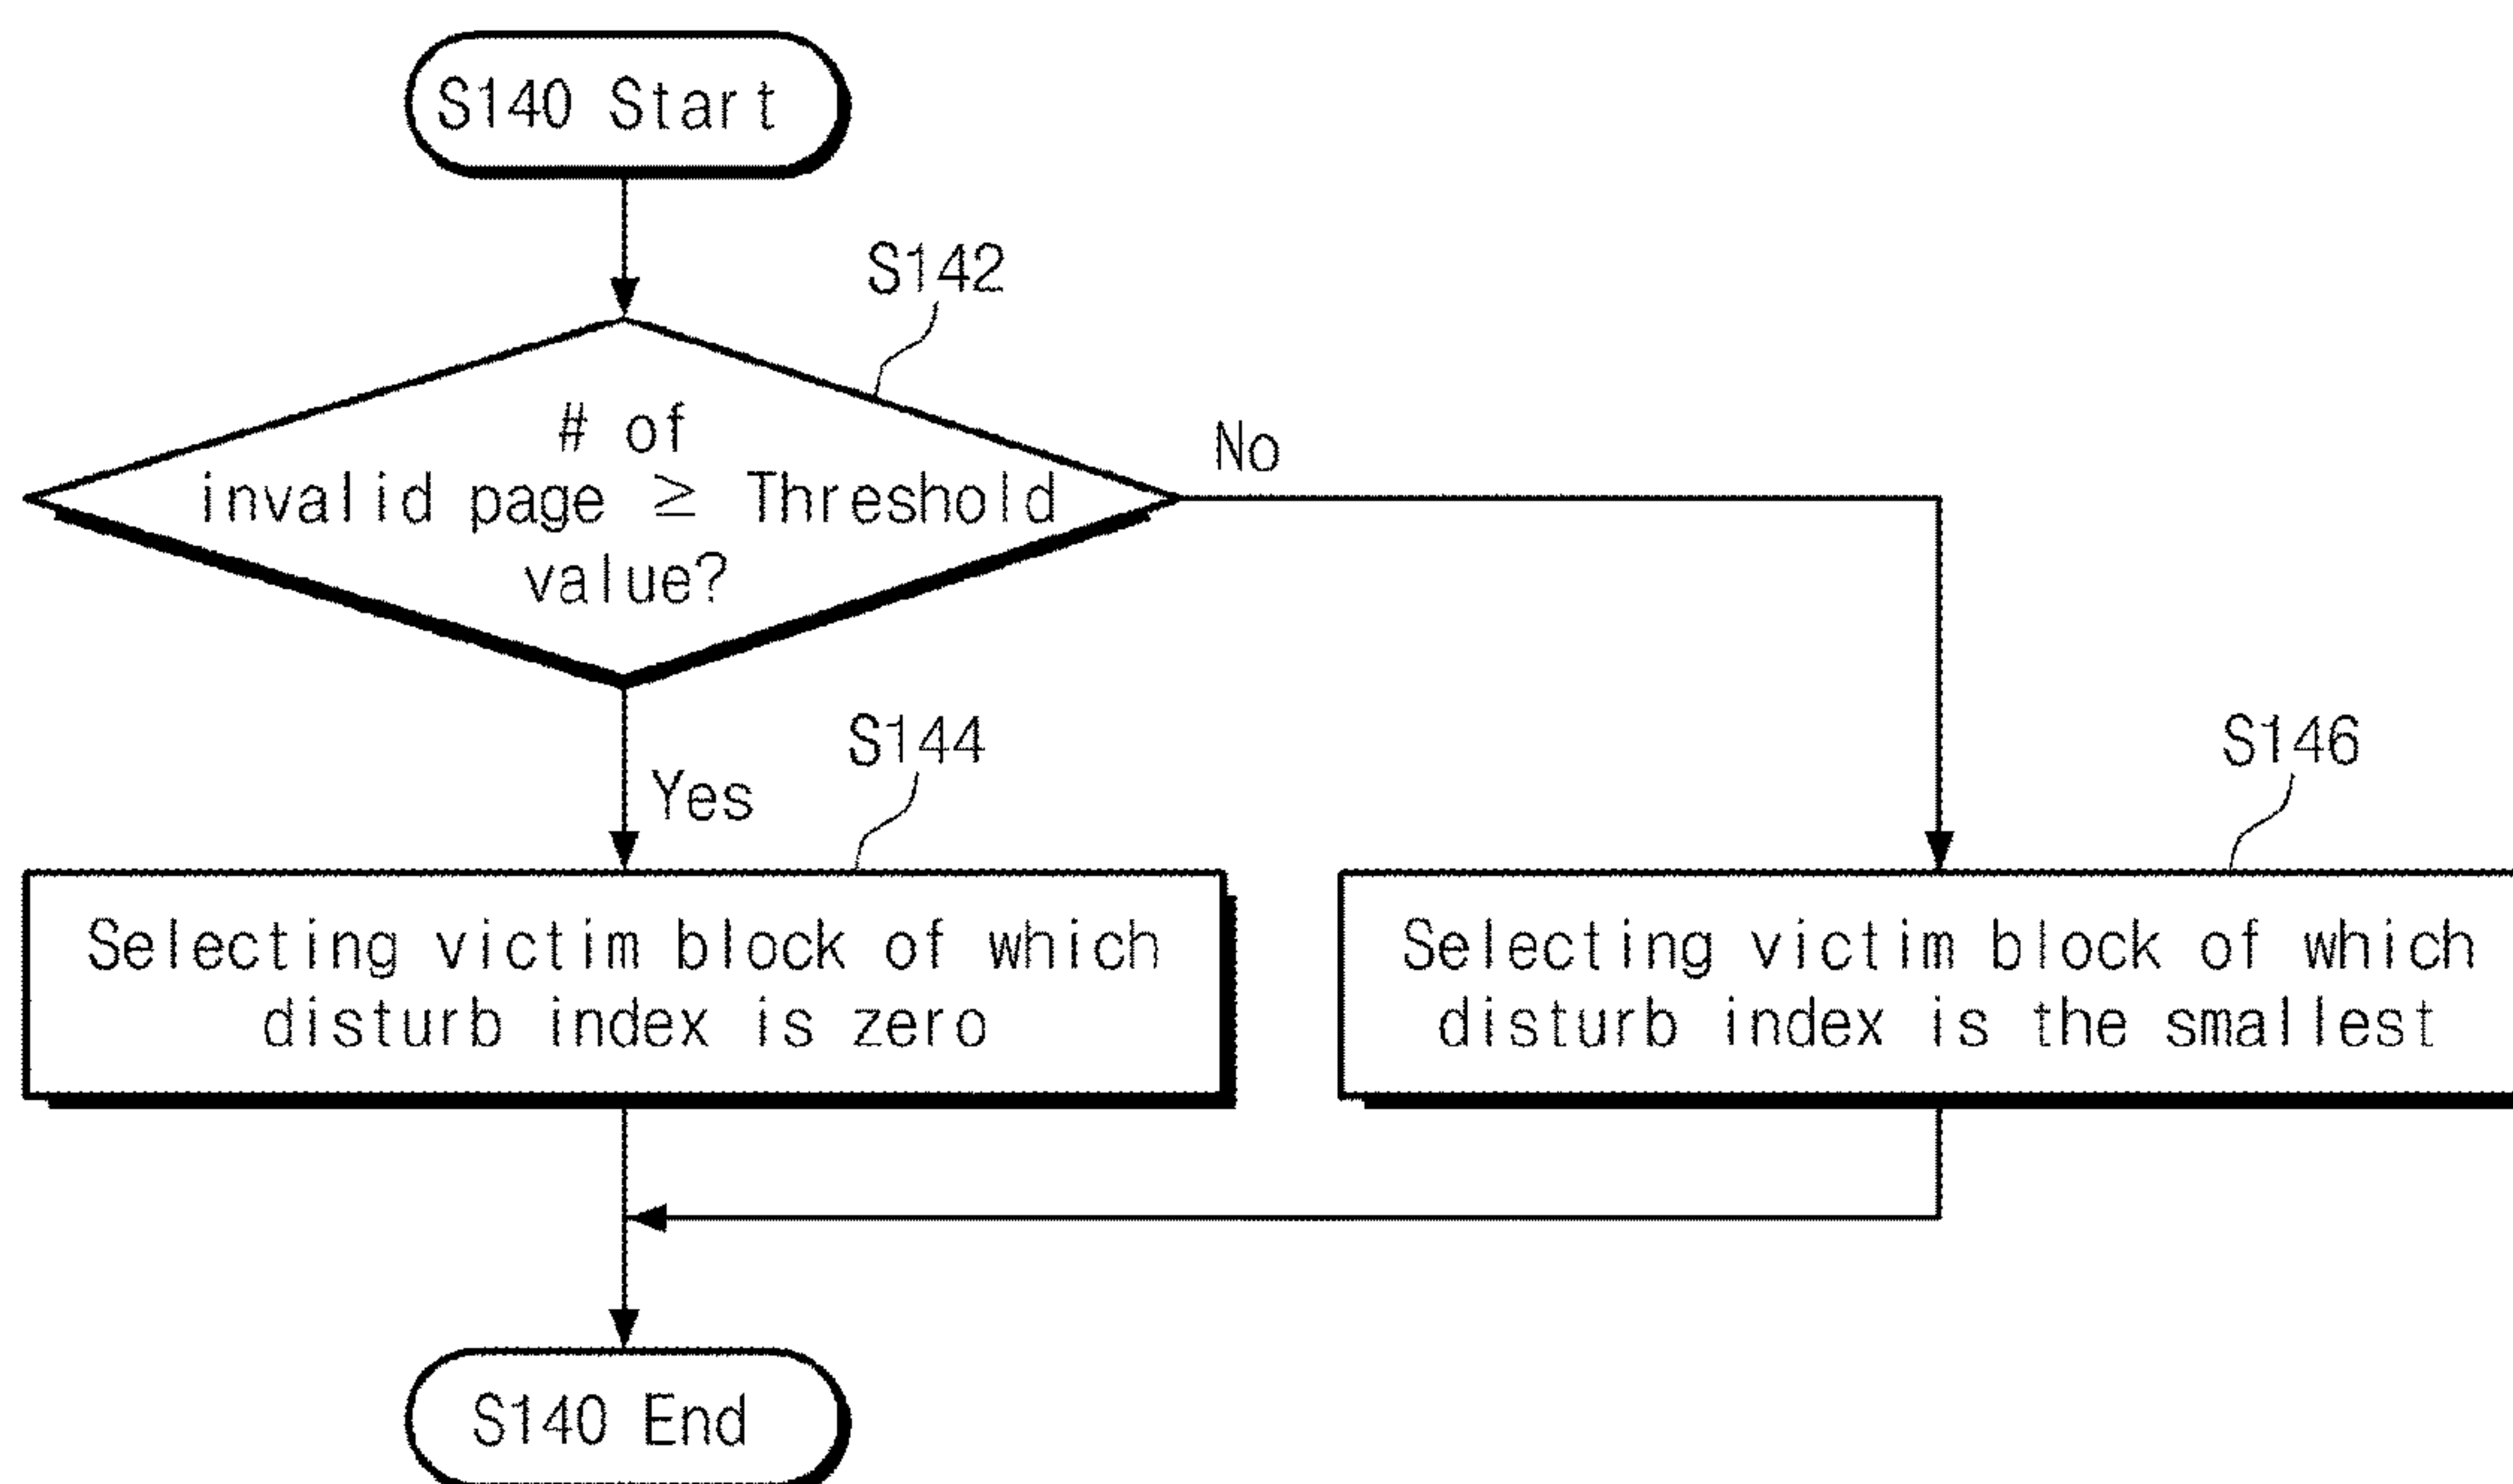 S140 Start
S142
# of
invalid page ≥ Threshold
value?
No
Yes
S144
S146
Selecting victim block of which
disturb index is zero
Selecting victim block of which
disturb index is the smallest
S140 End